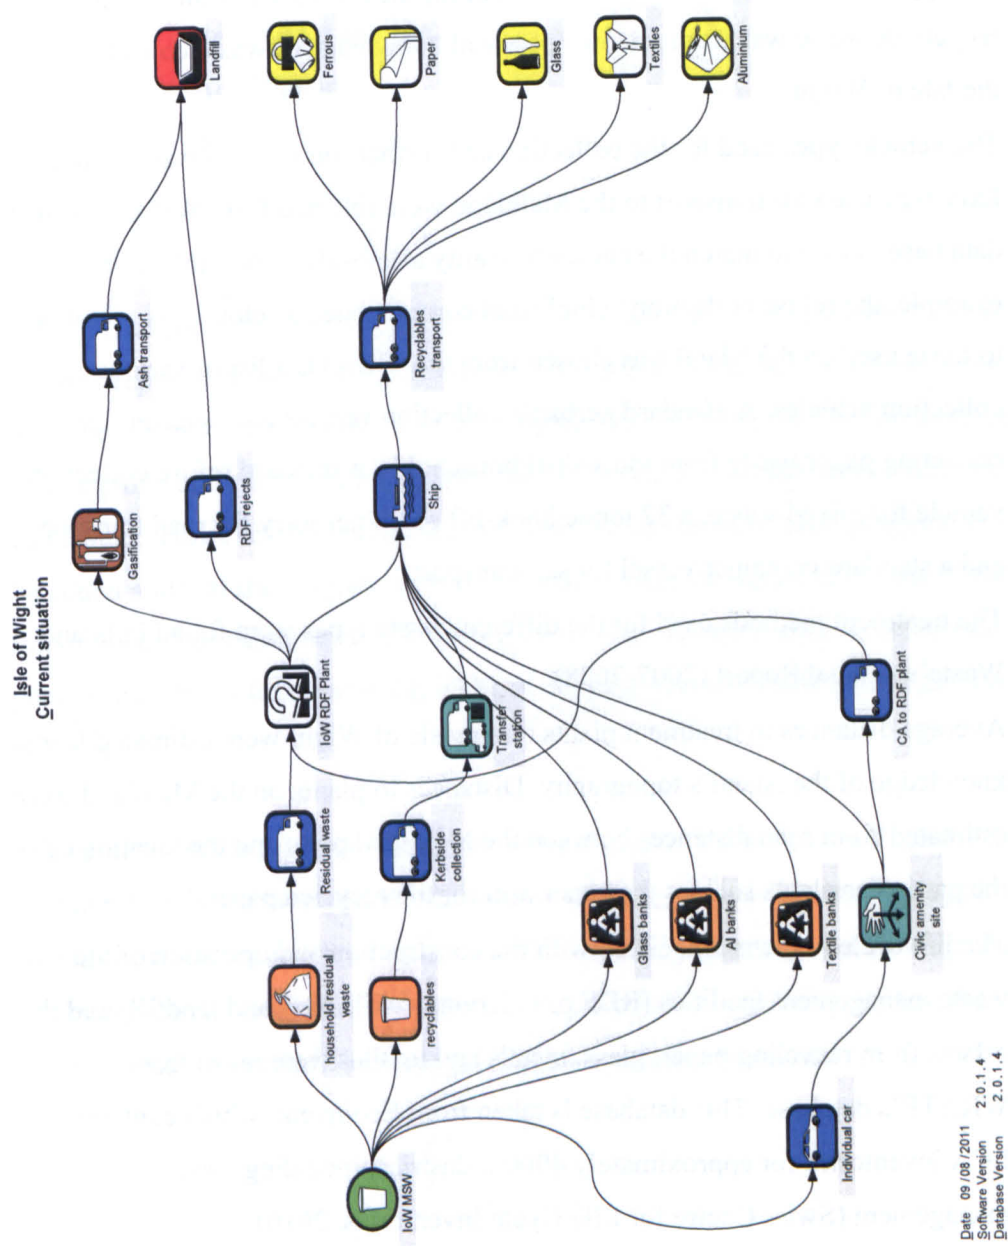 Isle of Wight
Current situation
Landfill
Ferrous
Paper
Glass
Textiles
Aluminium
Ash transport
Recyclables
transport
Gasification
RDF rejects
Ship
IoW RDF Plant
Transfer
station
CA to RDF plant
Residual waste
Kerbside
collection
Glass banks
Al banks
Textile banks
Civic amenity
site
household residual
waste
recyclables
IoW MSW
Individual car
Date 09/08/2011
Software Version 2.0.1.4
Database Version 2.0.1.4